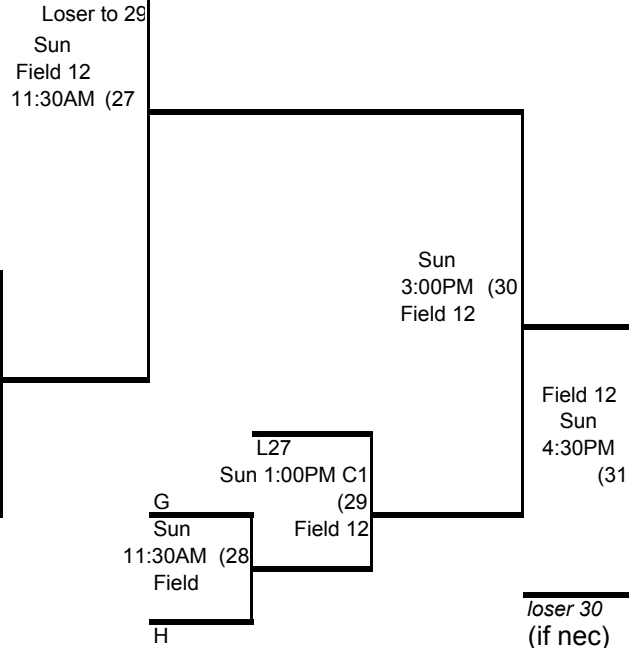 Loser to 29
Sun
Field 12
11:30AM (27
Sun
3:00PM (30
Field 12
Field 12
Sun
4:30PM
(31
L27
Sun 1:00PM C1
(29
Field 12
G
Sun
11:30AM (28
Field
H
loser 30
(if nec)